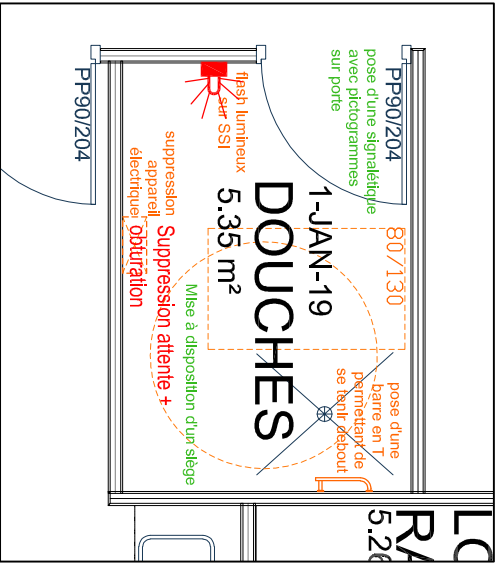 pose d'une signalétique
avec pictogrammes
sur porte
PP90/204
PP90/204
flash lumineux
sur SSI
1-JAN-19
DOUCHES
5.35 m²
80/130
suppression
appareil
électrique
Suppression attente +
obturation
Mise à disposition d'un siège
pose d'une
barre en T
permettant de
se tenir debout
LO
RA
5.26